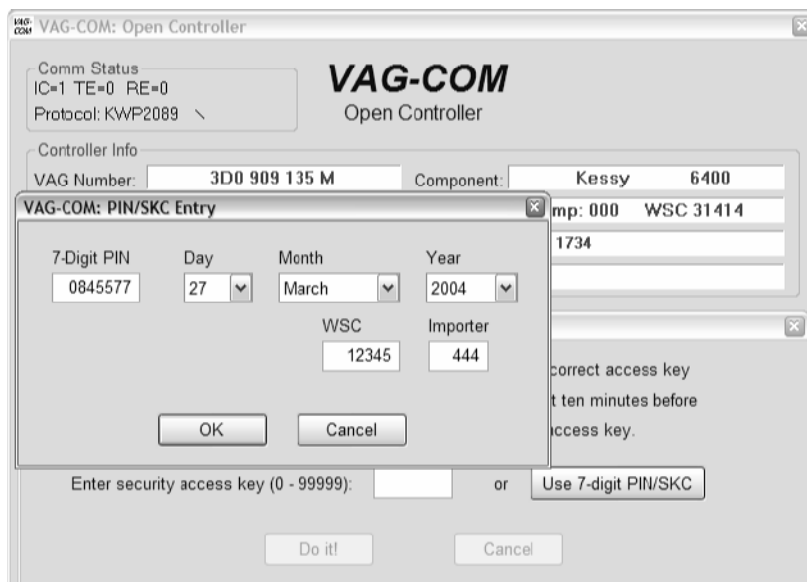 VAG-COM: Open Controller
Comm Status
IC=1 TE=0 RE=0
Protocol: KWP2089 \
VAG-COM
Open Controller
Controller Info
VAG Number: 3D0 909 135 M Component: Kessy 6400
VAG-COM: PIN/SKC Entry
mp: 000 WSC 31414
1734
7-Digit PIN Day Month Year
0845577 27 March 2004
WSC Importer
12345 444
OK Cancel
correct access key
t ten minutes before
access key.
Enter security access key (0 - 99999): or Use 7-digit PIN/SKC
Do it! Cancel